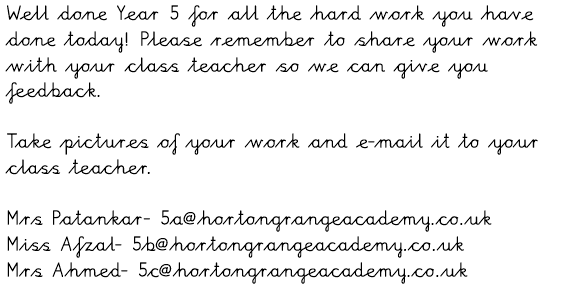 Well done Year 5 for all the hard work you have
done today! Please remember to share your work
with your class teacher so we can give you
feedback.
Take pictures of your work and e-mail it to your
class teacher.
Mrs Patankar- 5a@hortongrangeacademy.co.uk
Miss Afzal- 5b@hortongrangeacademy.co.uk
Mrs Ahmed- 5c@hortongrangeacademy.co.uk